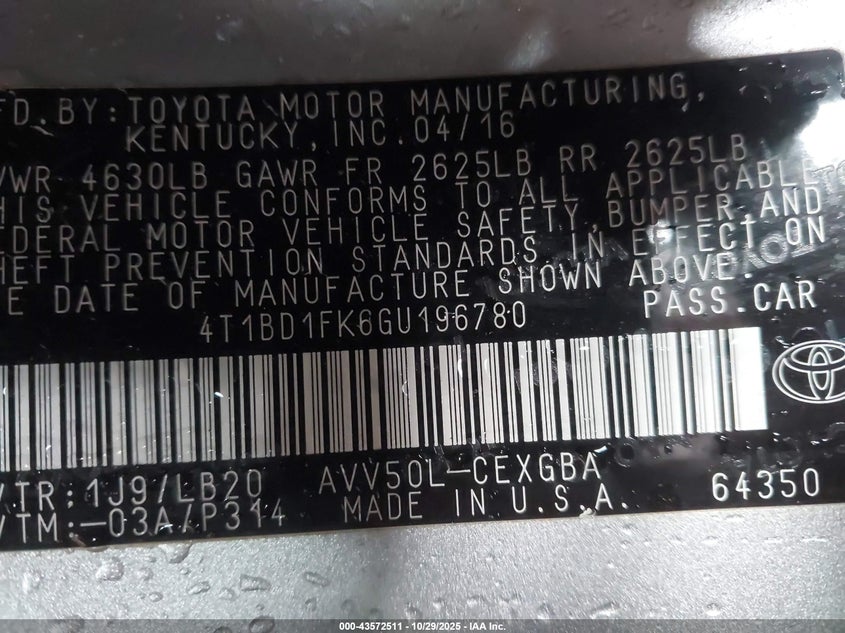 FD. BY: TOYOTA MOTOR MANUFACTURING,
KENTUCKY, INC. 04/16
VWR 4630LB GAWR FR 2625LB RR 2625LB
HIS VEHICLE CONFORMS TO ALL APPLICABLE
EDERAL MOTOR VEHICLE SAFETY, BUMPER, AND
HEFT PREVENTION STANDARDS IN EFFECT ON
E DATE OF MANUFACTURE SHOWN ABOVE.
4T1BD1FK6GU196780 PASS. CAR
/TR: 1J9/LB20 AVV50L-CEXGBA
/TM: -03A/P314 MADE IN U.S.A. 64350
000-43572511 - 10/29/2025 - IAA Inc.